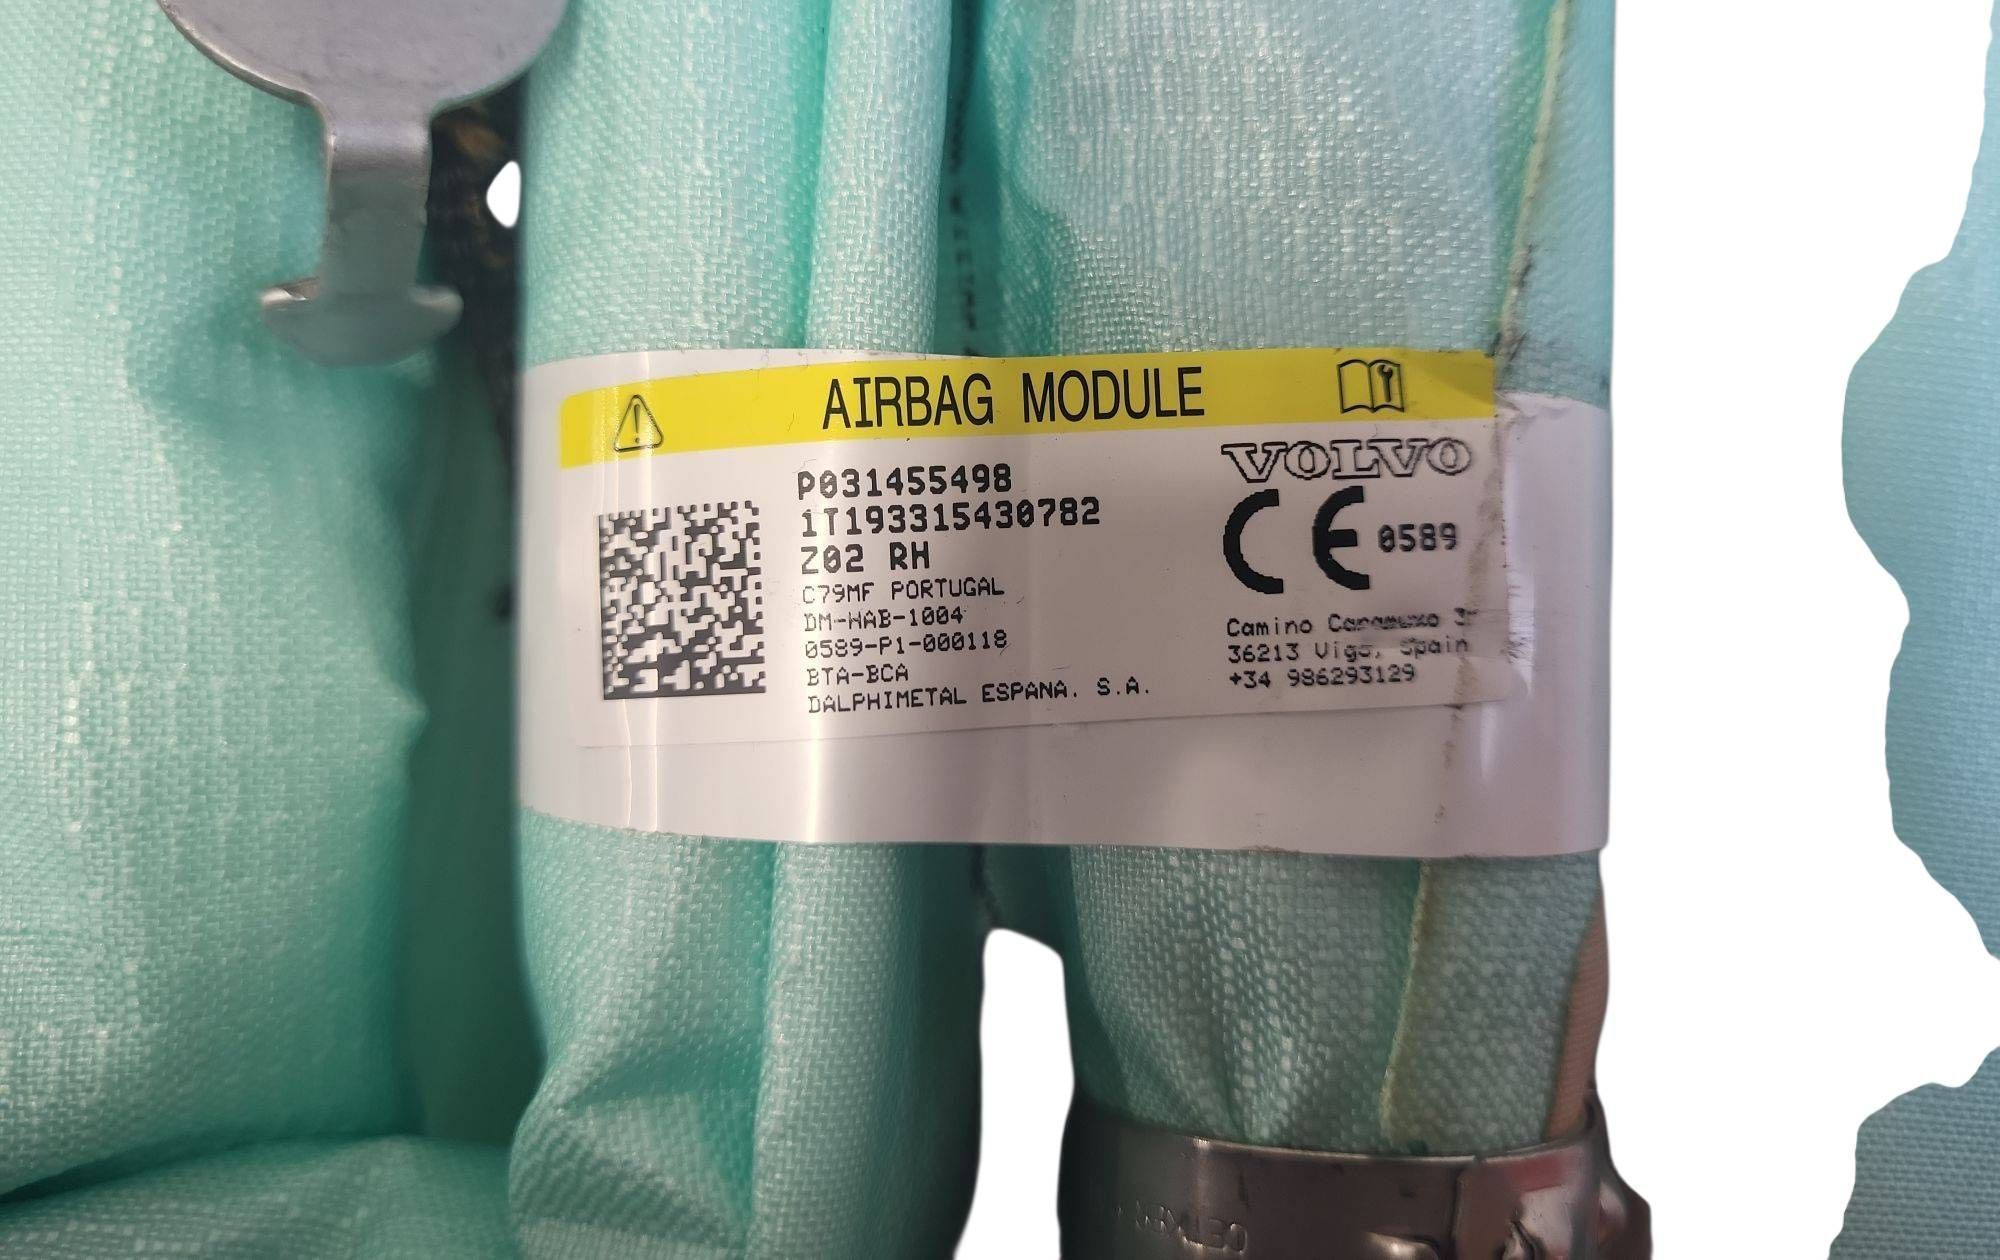 AIRBAG MODULE
VOLVO
P031455498
1T193315430782
Z02 RH
C79MF PORTUGAL
DM-HAB-1004
0589-P1-000118
BTA-BCA
DALPHIMETAL ESPANA. S.A.
CE 0589
Camino
36213 Vigo, Spain
+34 986293129